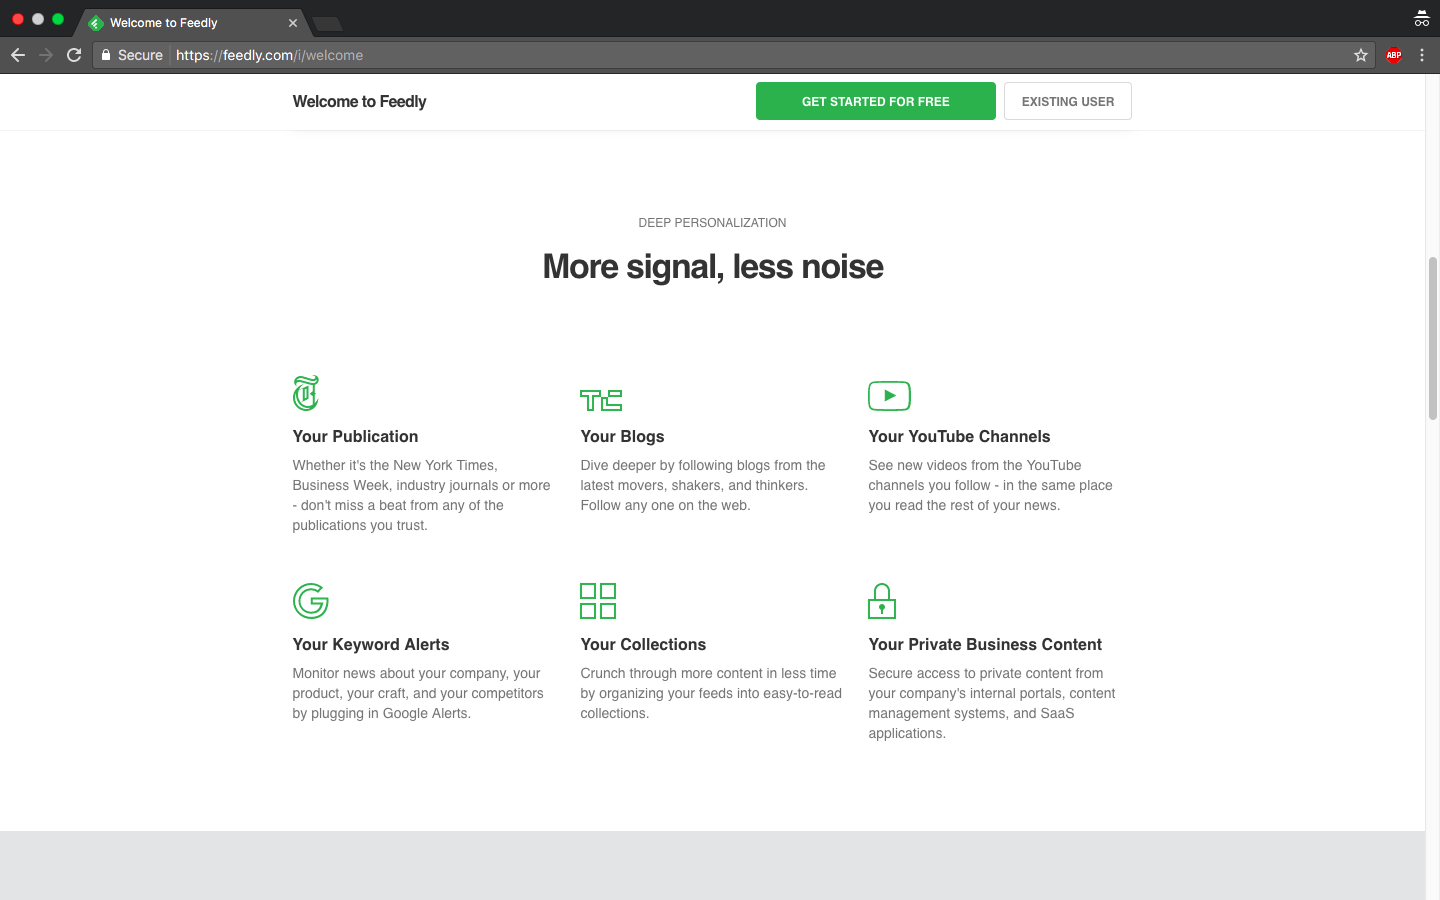 Welcome to Feedly
Secure https://feedly.com/i/welcome
ABP
Welcome to Feedly
GET STARTED FOR FREE
EXISTING USER
DEEP PERSONALIZATION
More signal, less noise
Your Publication
Whether it's the New York Times,
Business Week, industry journals or more
- don't miss a beat from any of the
publications you trust.
Your Blogs
Dive deeper by following blogs from the
latest movers, shakers, and thinkers.
Follow any one on the web.
Your YouTube Channels
See new videos from the YouTube
channels you follow - in the same place
you read the rest of your news.
Your Keyword Alerts
Monitor news about your company, your
product, your craft, and your competitors
by plugging in Google Alerts.
Your Collections
Crunch through more content in less time
by organizing your feeds into easy-to-read
collections.
Your Private Business Content
Secure access to private content from
your company's internal portals, content
management systems, and SaaS
applications.